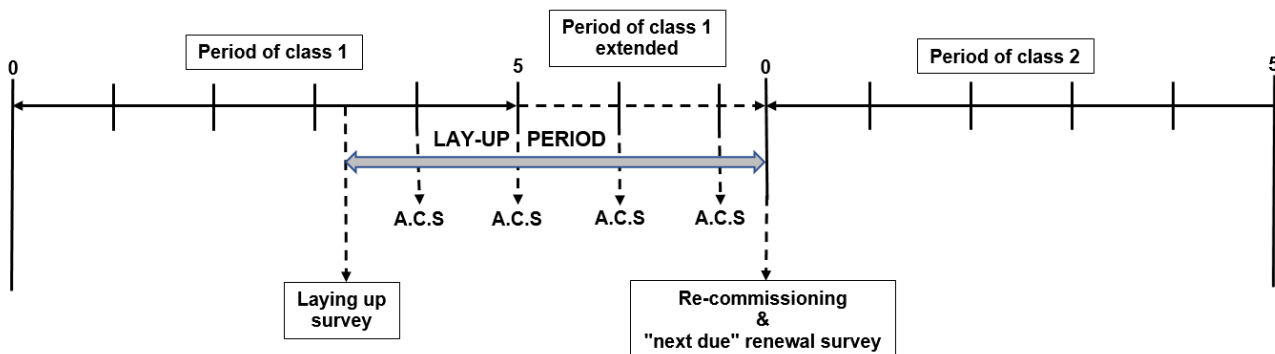 Period of class 1
Period of class 1
extended
Period of class 2
0
5
0
5
LAY-UP PERIOD
A.C.S
A.C.S
A.C.S
A.C.S
Laying up
survey
Re-commissioning
&
"next due" renewal survey